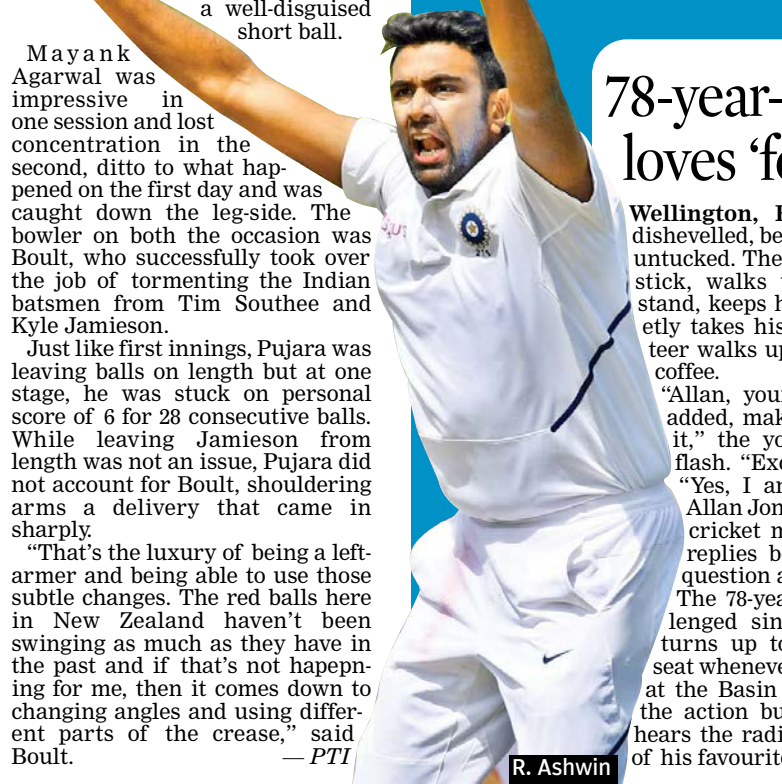 a well-disguised
short ball.
Mayank
Agarwal was
impressive in
one session and lost
concentration in the
second, ditto to what hap-
pened on the first day and was
caught down the leg-side. The
bowler on both the occasion was
Boult, who successfully took over
the job of tormenting the Indian
batsmen from Tim Southee and
Kyle Jamieson.
Just like first innings, Pujara was
leaving balls on length but at one
stage, he was stuck on personal
score of 6 for 28 consecutive balls.
While leaving Jamieson from
length was not an issue, Pujara did
not account for Boult, shouldering
arms a delivery that came in
sharply.
“That’s the luxury of being a left-
armer and being able to use those
subtle changes. The red balls here
in New Zealand haven’t been
swinging as much as they have in
the past and if that’s not hapepn-
ing for me, then it comes down to
changing angles and using differ-
ent parts of the crease,” said
Boult. — PTI
R. Ashwin
78-year-
loves ‘f
Wellington,
dishevelled, be
untucked. The
stick, walks
stand, keeps h
etly takes his
teer walks up
coffee.
“Allan, your
added, mak
it,” the yo
flash. “Exc
“Yes, I an
Allan Jon
cricket m
replies b
question a
The 78-yea
lenged sin
turns up to
seat wheneve
at the Basin
the action bu
hears the radi
of his favourit